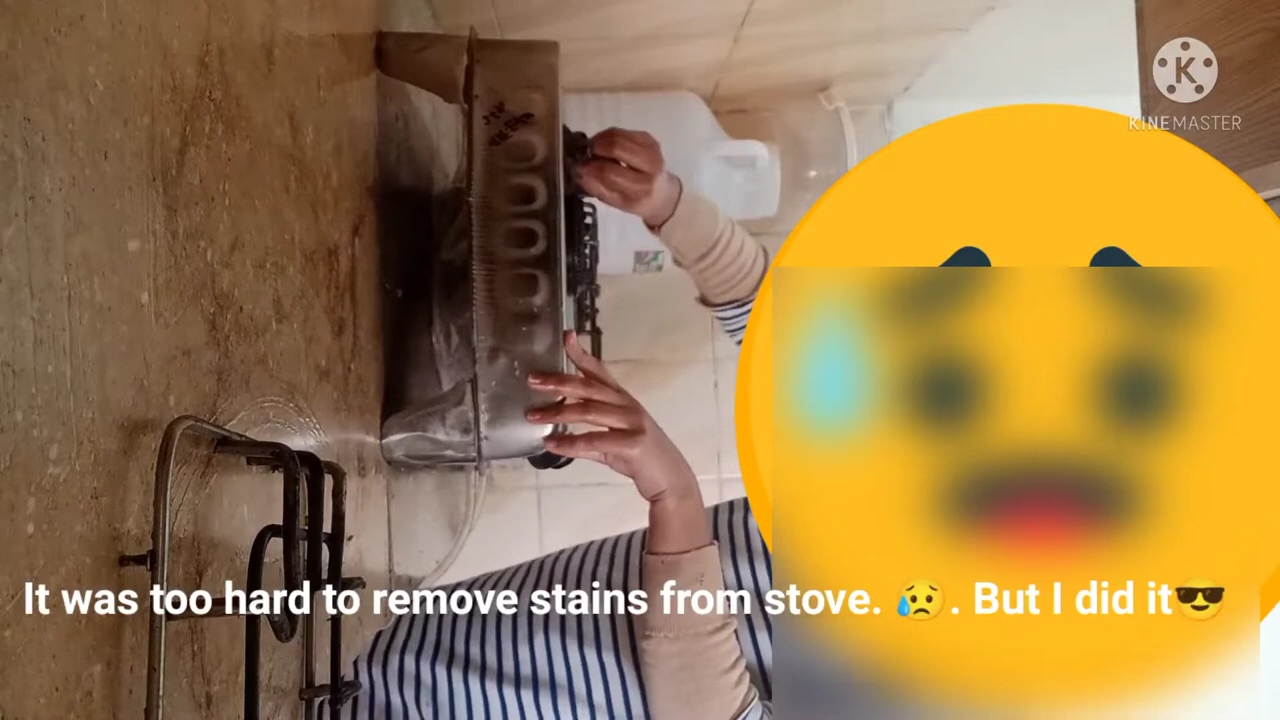 KINEMASTER
It was too hard to remove stains from stove. 😥. But I did it😎